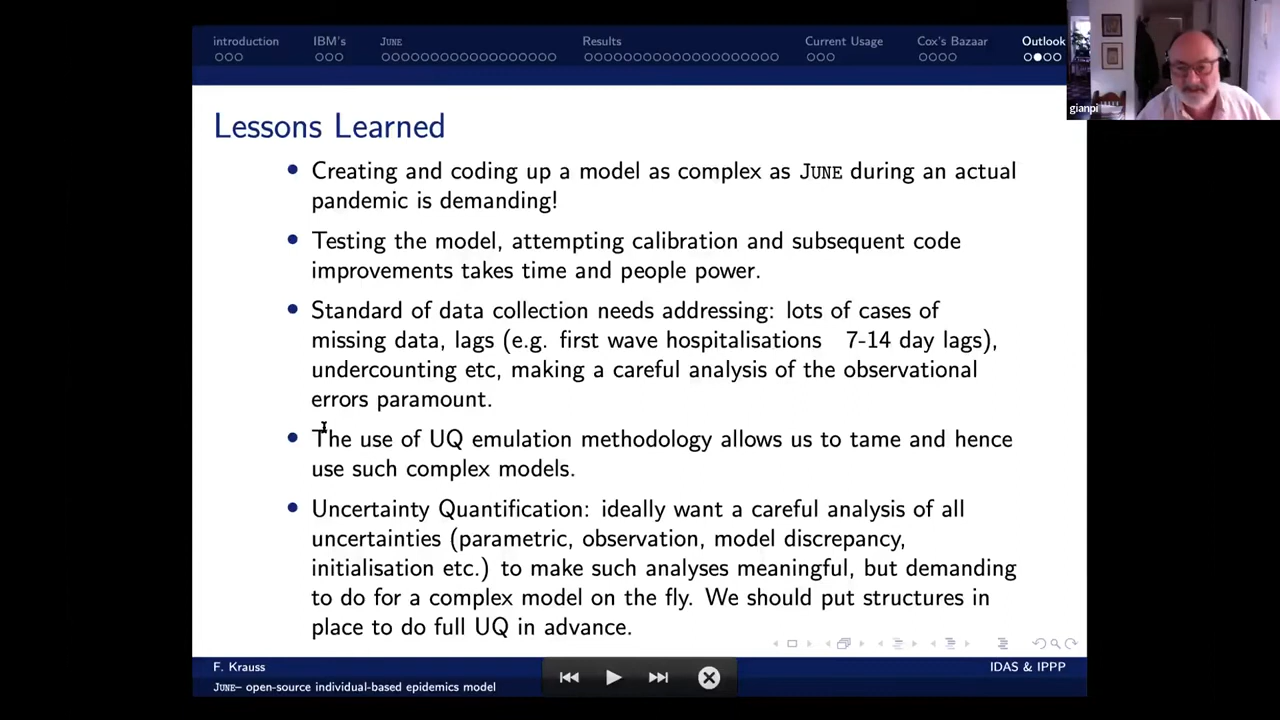 introduction IBM's JUNE Results Current Usage Cox's Bazaar Outlook
gianpi
Lessons Learned
• Creating and coding up a model as complex as JUNE during an actual
pandemic is demanding!
• Testing the model, attempting calibration and subsequent code
improvements takes time and people power.
• Standard of data collection needs addressing: lots of cases of
missing data, lags (e.g. first wave hospitalisations 7-14 day lags),
undercounting etc, making a careful analysis of the observational
errors paramount.
• The use of UQ emulation methodology allows us to tame and hence
use such complex models.
• Uncertainty Quantification: ideally want a careful analysis of all
uncertainties (parametric, observation, model discrepancy,
initialisation etc.) to make such analyses meaningful, but demanding
to do for a complex model on the fly. We should put structures in
place to do full UQ in advance.
F. Krauss IDAS & IPPP
JUNE– open-source individual-based epidemics model